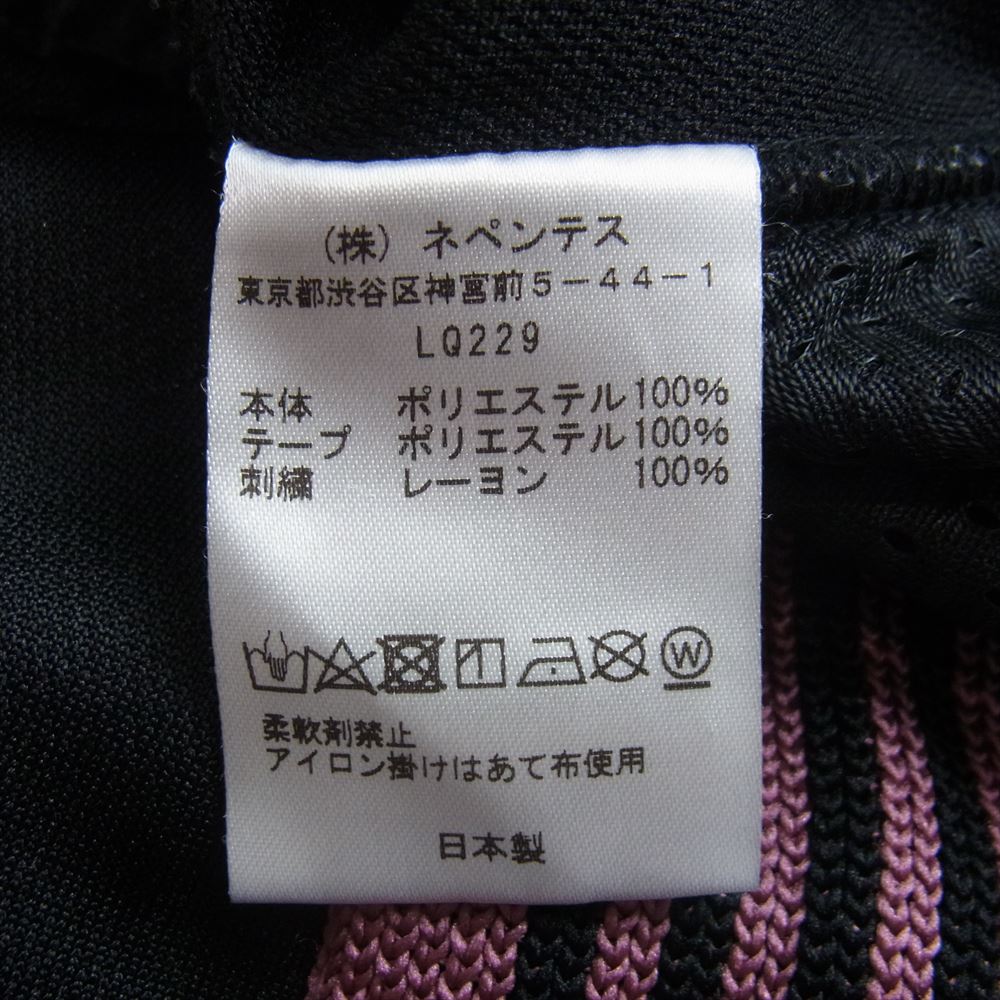 (株) ネペンテス
東京都渋谷区神宮前5-44-1
LQ229
本体 ポリエステル100%
テープ ポリエステル100%
刺繍 レーヨン 100%
W
柔軟剤禁止
アイロン掛けはあて布使用
日本製